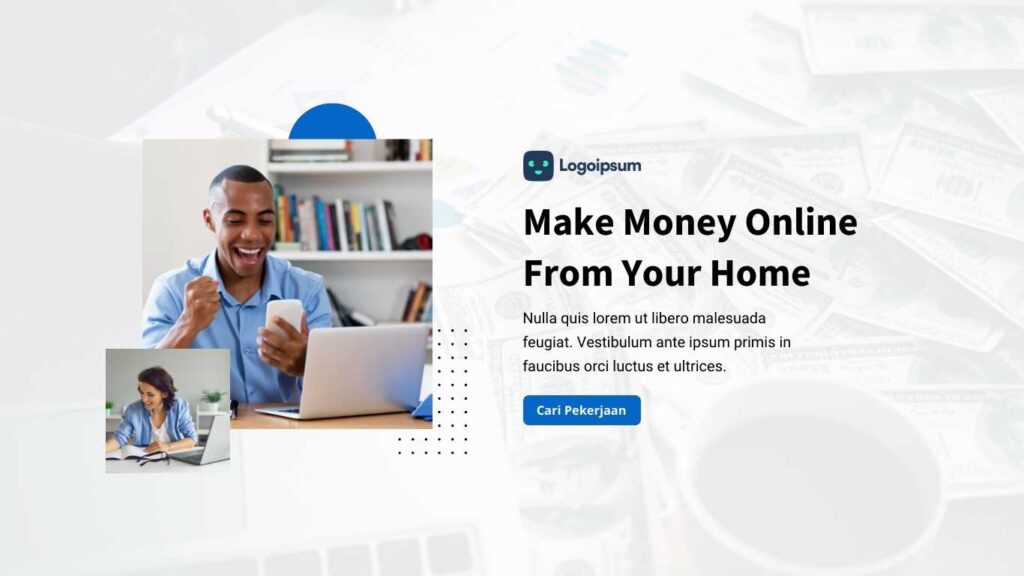 Logoipsum
Make Money Online
From Your Home
Nulla quis lorem ut libero malesuada
feugiat. Vestibulum ante ipsum primis in
faucibus orci luctus et ultrices.
Cari Pekerjaan